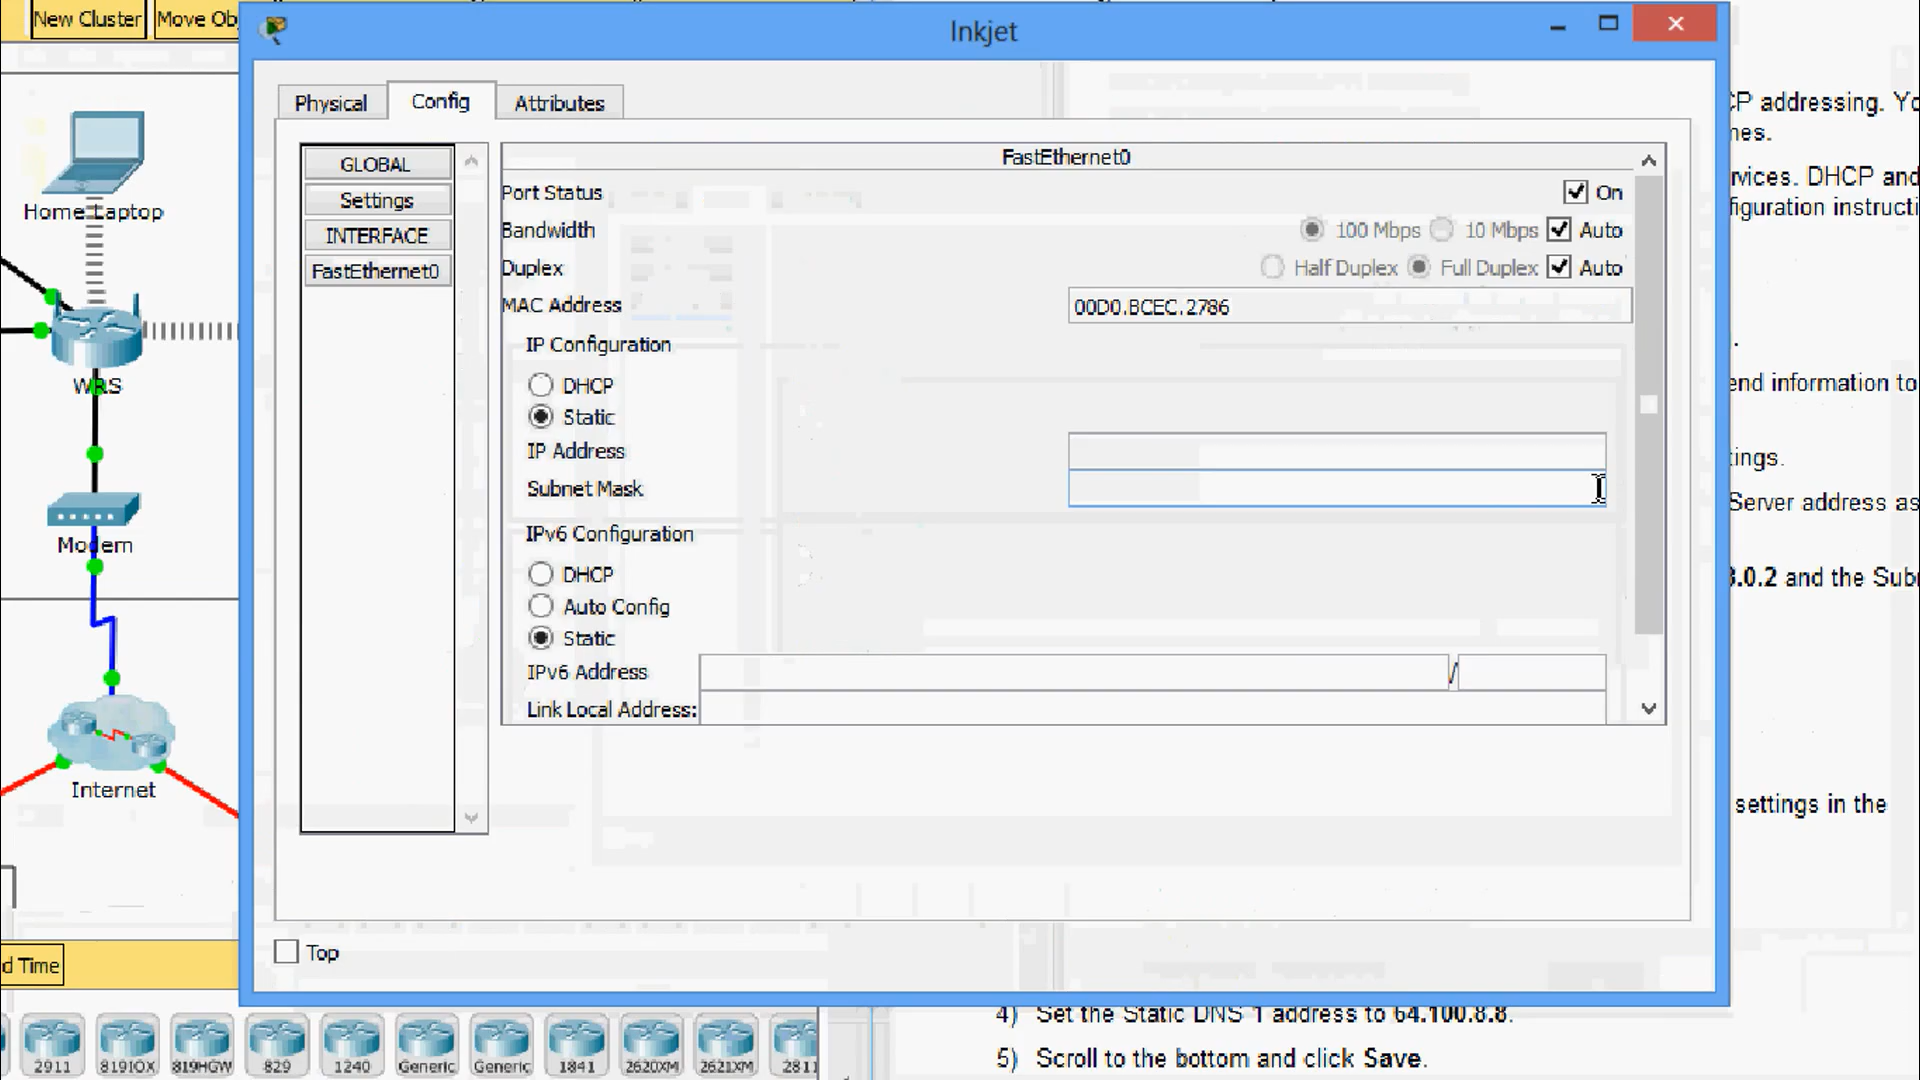 New Cluster
Move Ob
Inkjet
Physical
Config
Attributes
GLOBAL
Settings
INTERFACE
FastEthernet0
FastEthernet0
Port Status
On
Bandwidth
100 Mbps
10 Mbps
Auto
Duplex
Half Duplex
Full Duplex
Auto
MAC Address
00D0.BCEC.2786
IP Configuration
DHCP
Static
IP Address
Subnet Mask
IPv6 Configuration
DHCP
Auto Config
Static
IPv6 Address
/
Link Local Address:
Top
Home Laptop
WRS
Modem
Internet
d Time
CP addressing. Yo
nes.
rvices. DHCP and
figuration instructi
.
end information to
tings.
Server address as
3.0.2 and the Sub
settings in the
4) Set the Static DNS 1 address to 64.100.8.8.
5) Scroll to the bottom and click Save.
2911
819IOX
819HGW
829
1240
Generic
Generic
1841
2620XM
2621XM
2811